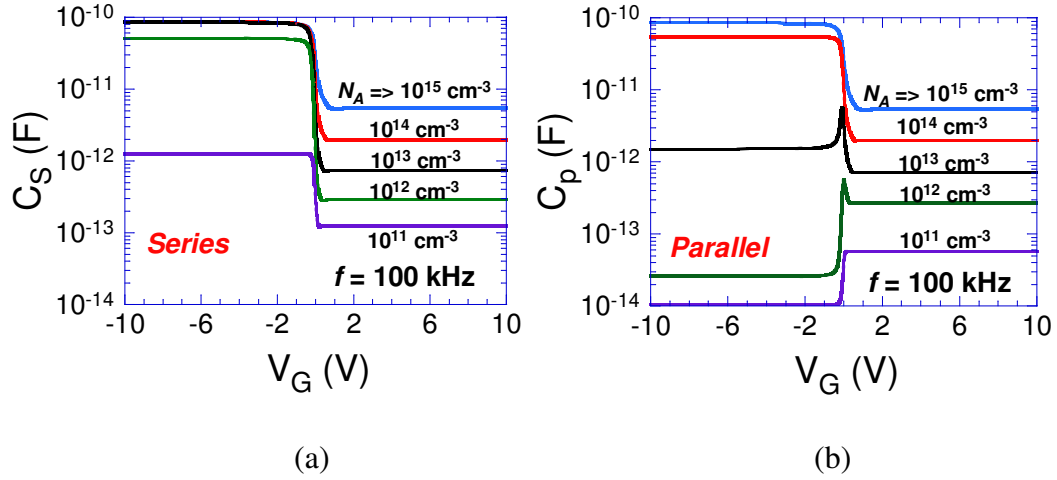 C_S (F)
10^-10
10^-11
10^-12
10^-13
10^-14
N_A => 10^15 cm^-3
10^14 cm^-3
10^13 cm^-3
10^12 cm^-3
10^11 cm^-3
Series
f = 100 kHz
-10 -6 -2 2 6 10
V_G (V)
(a)
C_p (F)
10^-10
10^-11
10^-12
10^-13
10^-14
N_A => 10^15 cm^-3
10^14 cm^-3
10^13 cm^-3
10^12 cm^-3
10^11 cm^-3
Parallel
f = 100 kHz
-10 -6 -2 2 6 10
V_G (V)
(b)